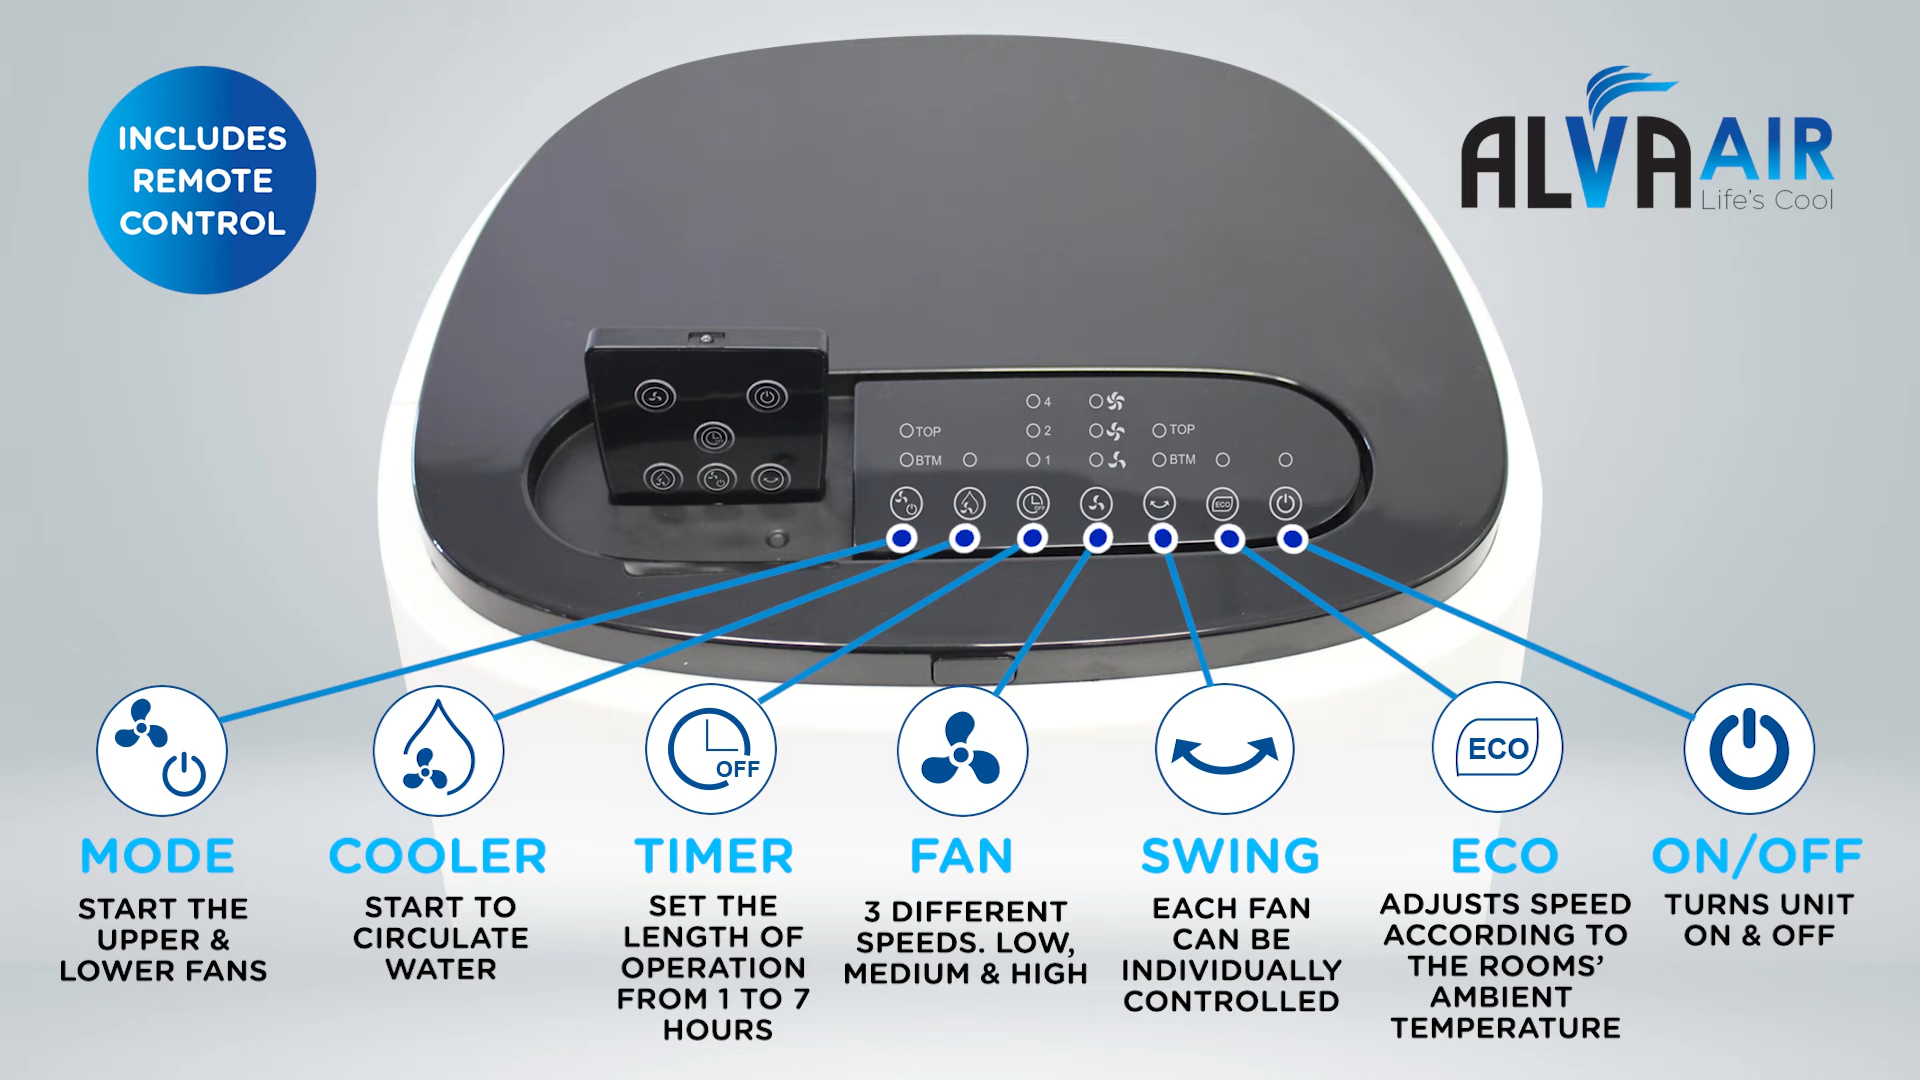 INCLUDES
REMOTE
CONTROL
ALVA AIR
Life's Cool
4
TOP
2
TOP
BTM
1
BTM
OFF
ECO
OFF
ECO
MODE
START THE
UPPER &
LOWER FANS
COOLER
START TO
CIRCULATE
WATER
TIMER
SET THE
LENGTH OF
OPERATION
FROM 1 TO 7
HOURS
FAN
3 DIFFERENT
SPEEDS. LOW,
MEDIUM & HIGH
SWING
EACH FAN
CAN BE
INDIVIDUALLY
CONTROLLED
ECO
ADJUSTS SPEED
ACCORDING TO
THE ROOMS’
AMBIENT
TEMPERATURE
ON/OFF
TURNS UNIT
ON & OFF